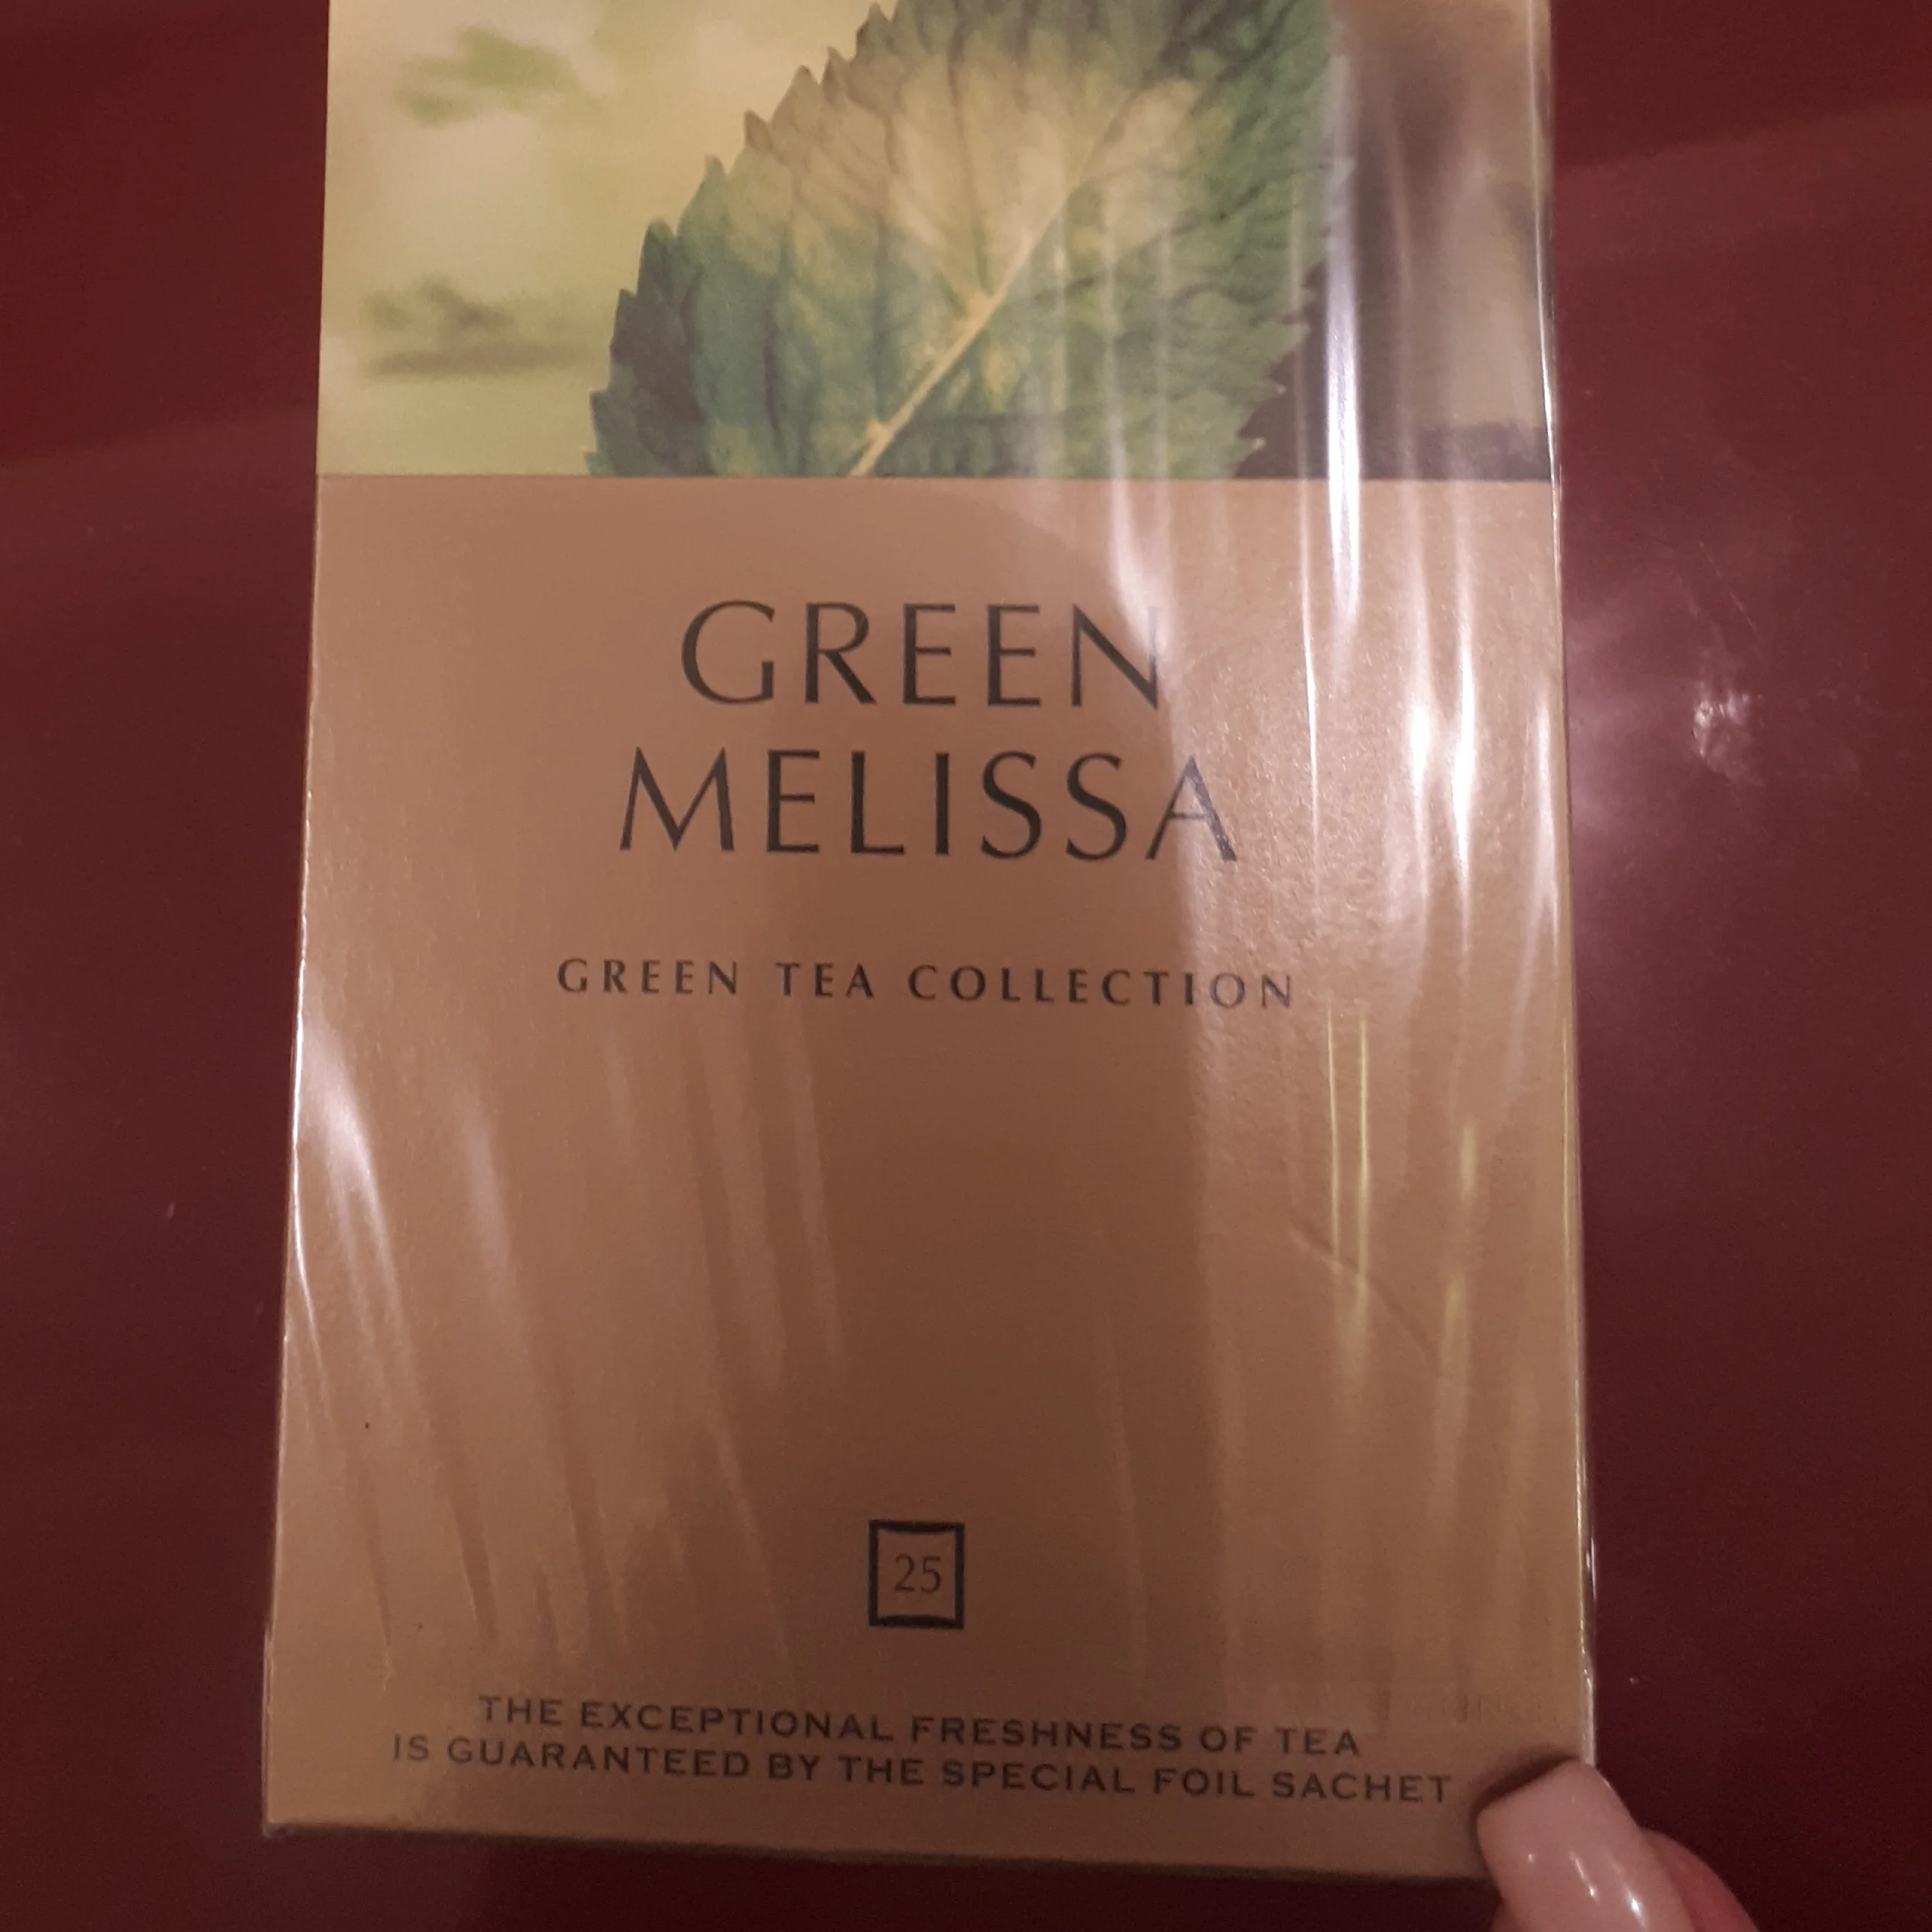 GREEN
MELISSA
GREEN TEA COLLECTION
25
THE EXCEPTIONAL FRESHNESS OF TEA
IS GUARANTEED BY THE SPECIAL FOIL SACHET